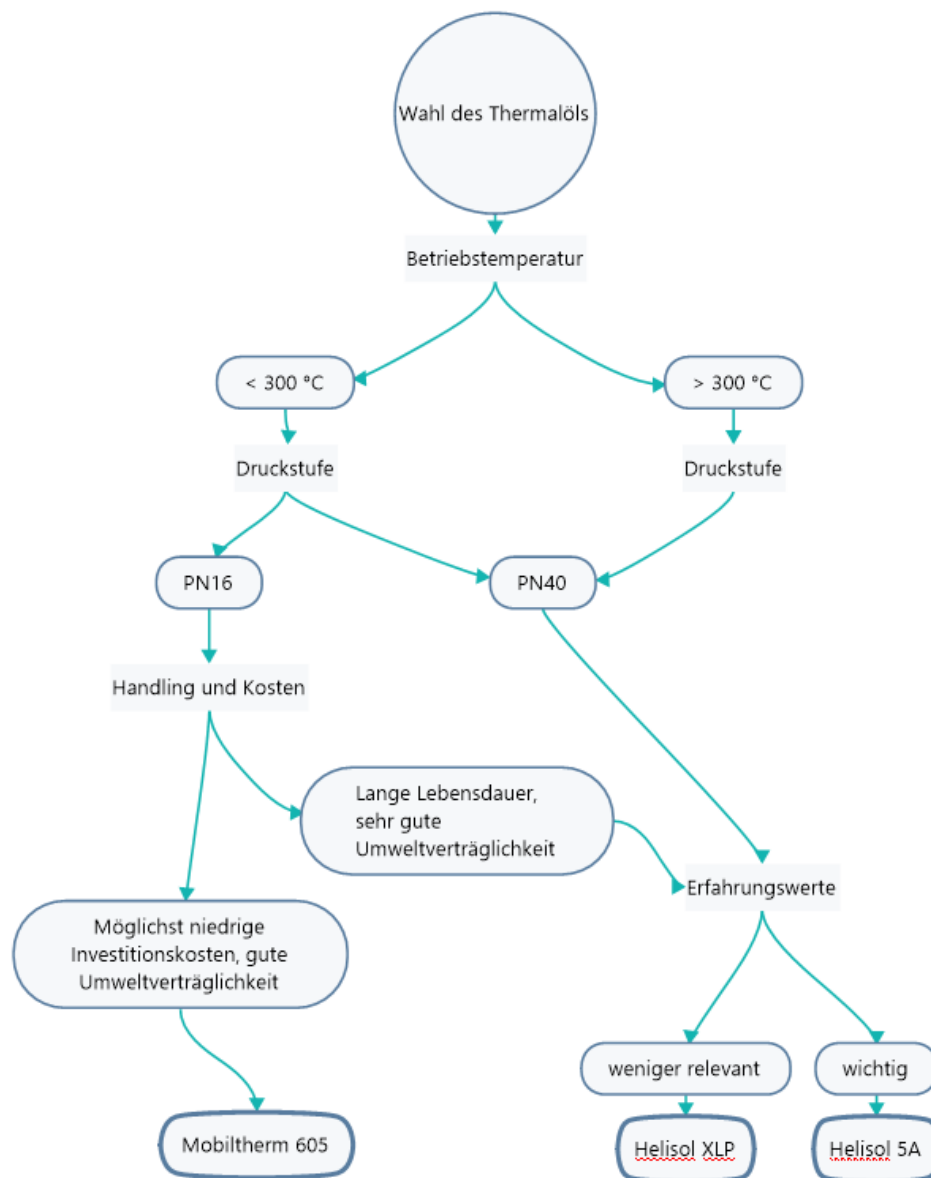 Wahl des Thermalöls
Betriebstemperatur
< 300 °C
> 300 °C
Druckstufe
Druckstufe
PN16
PN40
Handling und Kosten
Lange Lebensdauer,
sehr gute
Umweltverträglichkeit
Erfahrungswerte
Möglichst niedrige
Investitionskosten, gute
Umweltverträglichkeit
weniger relevant
wichtig
Mobiltherm 605
Helisol XLP
Helisol 5A